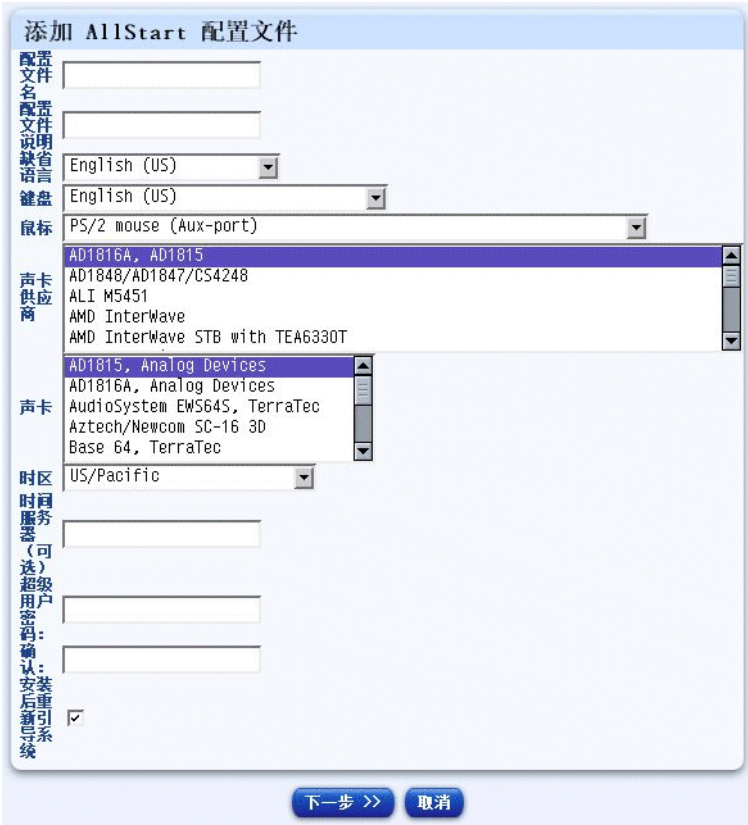 添加 AllStart 配置文件
配置
文件
名
配置
文件
说明
缺省
语言
English (US)
键盘
English (US)
鼠标
PS/2 mouse (Aux-port)
声卡
供应
商
AD1816A, AD1815
AD1848/AD1847/CS4248
ALI M5451
AMD InterWave
AMD InterWave STB with TEA6330T
声卡
AD1815, Analog Devices
AD1816A, Analog Devices
AudioSystem EWS64S, TerraTec
Aztech/Newcom SC-16 3D
Base 64, TerraTec
时区
US/Pacific
时间
服务
器
（可
选）
超级
用户
密
码:
确
认:
安装
后重
新引
导系
统
下一步 >>
取消